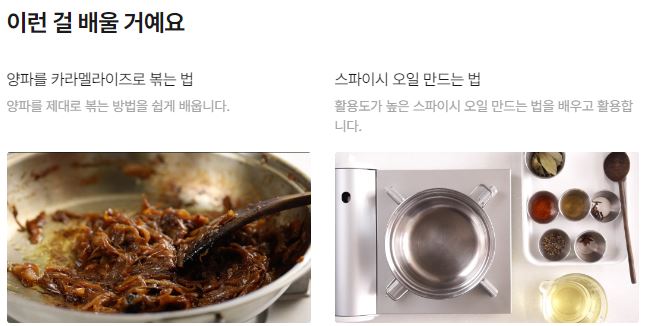 이런 걸 배울 거예요
양파를 카라멜라이즈로 볶는 법
양파를 제대로 볶는 방법을 쉽게 배웁니다.
스파이시 오일 만드는 법
활용도가 높은 스파이시 오일 만드는 법을 배우고 활용합
니다.